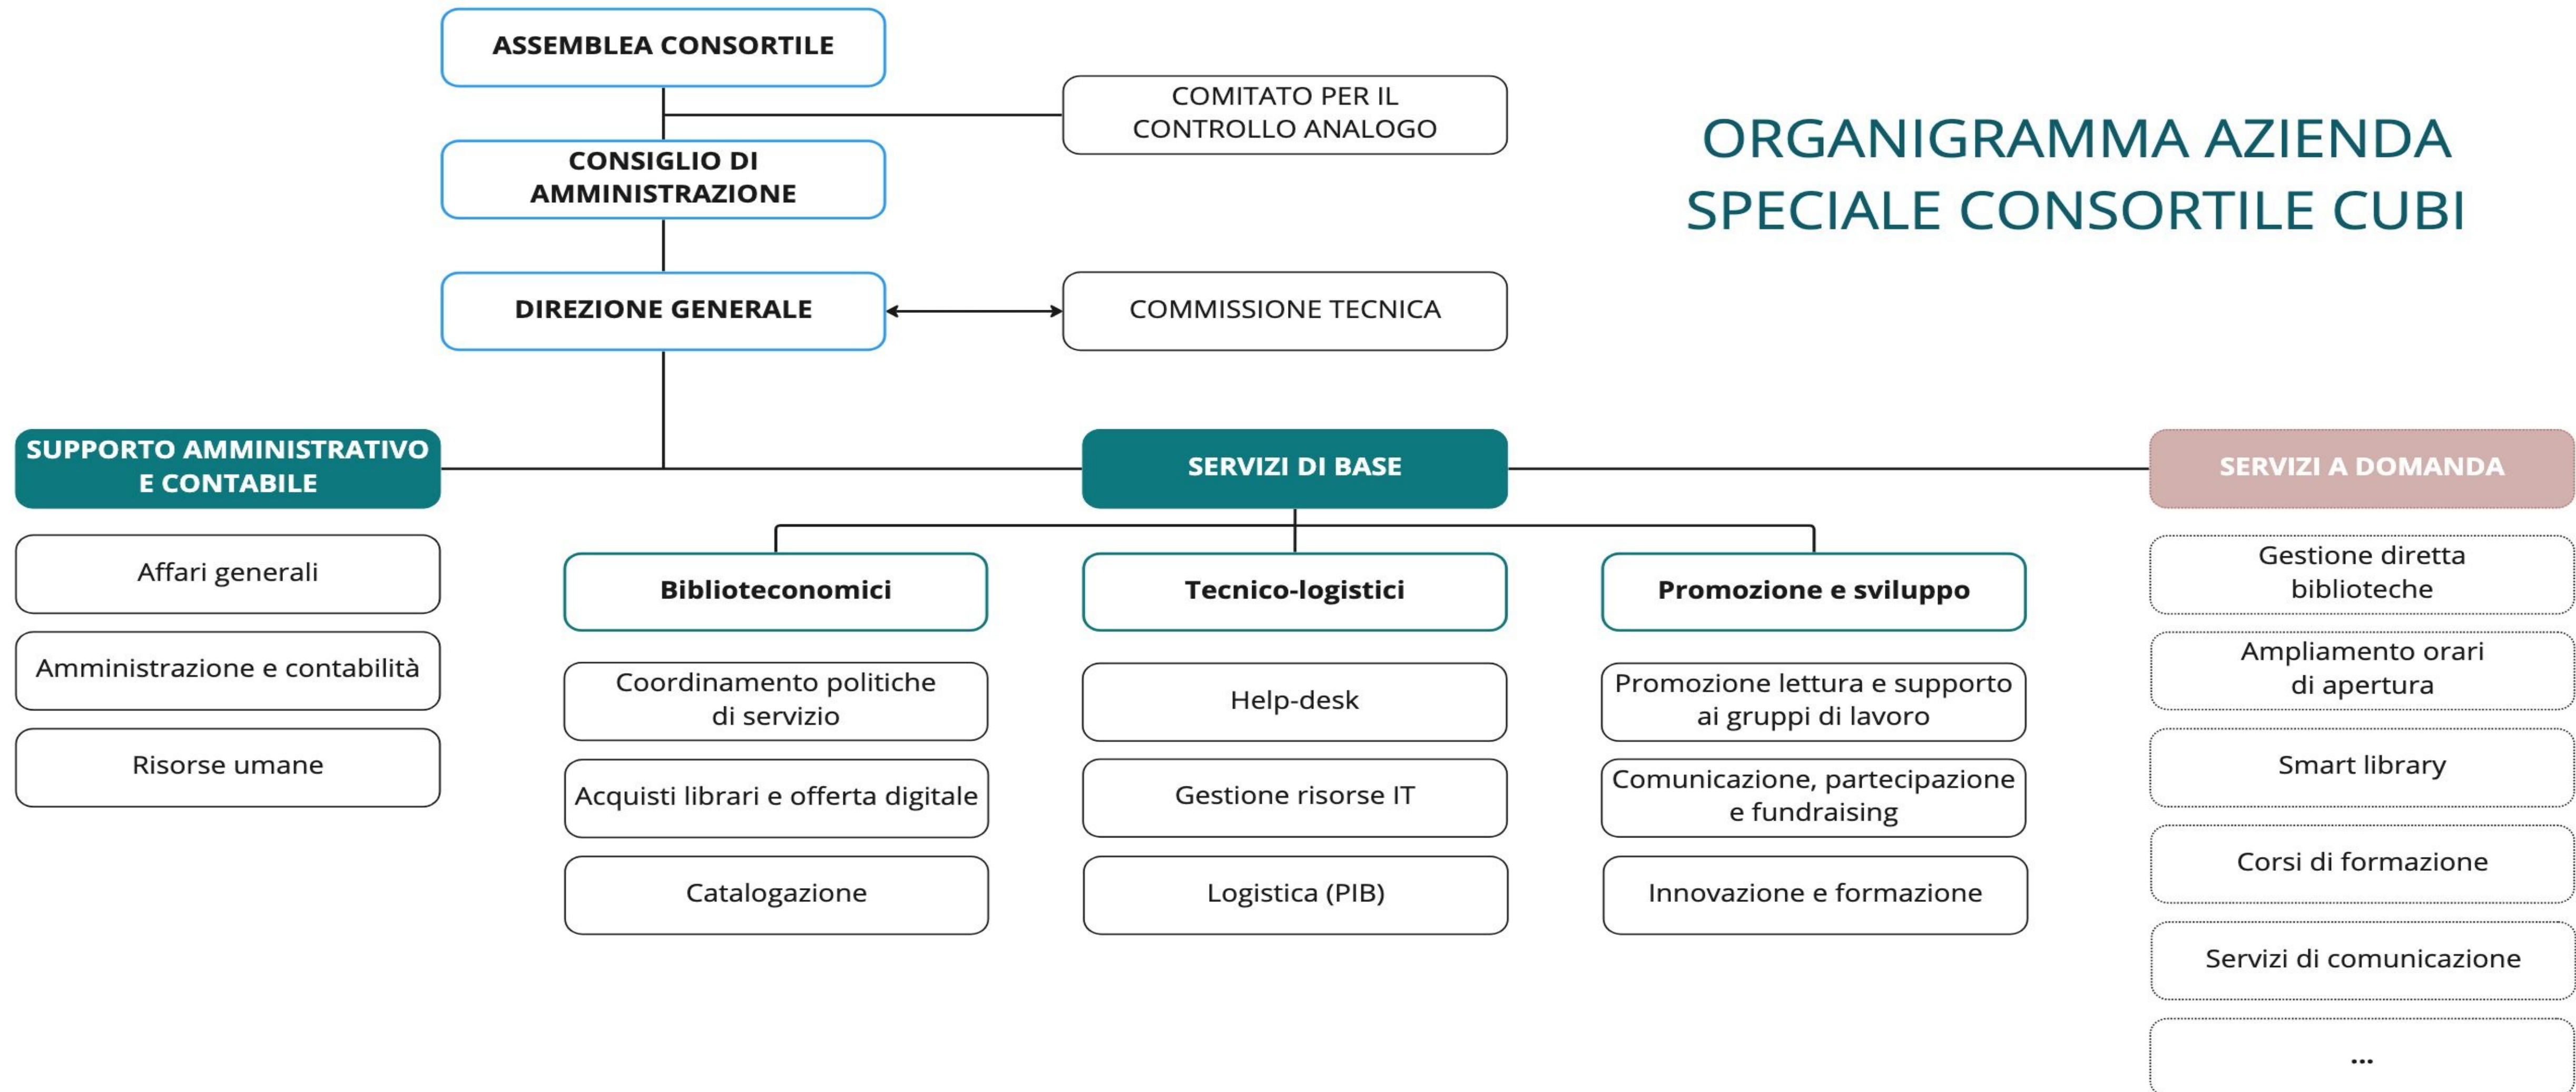 ASSEMBLEA CONSORTILE
COMITATO PER IL
CONTROLLO ANALOGO
ORGANIGRAMMA AZIENDA
SPECIALE CONSORTILE CUBI
CONSIGLIO DI
AMMINISTRAZIONE
DIREZIONE GENERALE
COMMISSIONE TECNICA
SUPPORTO AMMINISTRATIVO
E CONTABILE
Affari generali
Amministrazione e contabilità
Risorse umane
SERVIZI DI BASE
Biblioteconomici
Coordinamento politiche
di servizio
Acquisti librari e offerta digitale
Catalogazione
Tecnico-logistici
Help-desk
Gestione risorse IT
Logistica (PIB)
Promozione e sviluppo
Promozione lettura e supporto
ai gruppi di lavoro
Comunicazione, partecipazione
e fundraising
Innovazione e formazione
SERVIZI A DOMANDA
Gestione diretta
biblioteche
Ampliamento orari
di apertura
Smart library
Corsi di formazione
Servizi di comunicazione
...